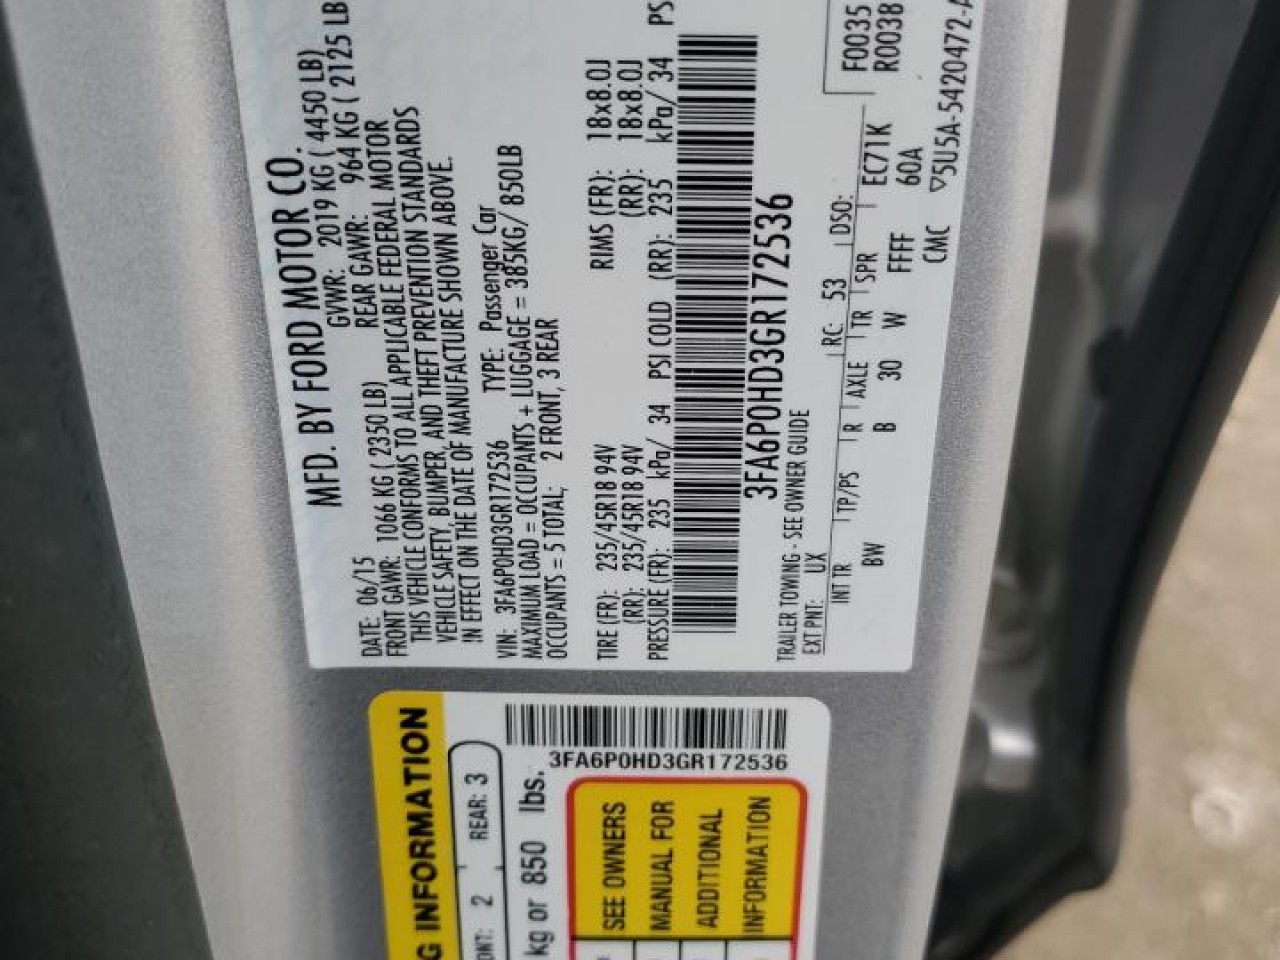 MFD. BY FORD MOTOR CO.
DATE: 06/15 GVWR: 2019 KG ( 4450 LB)
FRONT GAWR: 1066 KG ( 2350 LB) REAR GAWR: 964 KG ( 2125 LB
THIS VEHICLE CONFORMS TO ALL APPLICABLE FEDERAL MOTOR
VEHICLE SAFETY, BUMPER, AND THEFT PREVENTION STANDARDS
IN EFFECT ON THE DATE OF MANUFACTURE SHOWN ABOVE.
VIN: 3FA6P0HD3GR172536 TYPE: Passenger Car
MAXIMUM LOAD = OCCUPANTS + LUGGAGE = 385KG/ 850LB
OCCUPANTS = 5 TOTAL; 2 FRONT, 3 REAR
TIRE (FR): 235/45R18 94V RIMS (FR): 18x8.0J
(RR): 235/45R18 94V (RR): 18x8.0J
PRESSURE (FR): 235 kPa/ 34 PSI COLD (RR): 235 kPa/ 34 PS
3FA6P0HD3GR172536
TRAILER TOWING - SEE OWNER GUIDE
EXT PNT: UX RC: 53 DSO:
INT TR TP/PS R AXLE TR SPR EC71K
BW B 30 W FFFF 60A
CMC ▽5U5A-5420472-A
F0035
R0038
G INFORMATION
ONT: 2 REAR: 3
kg or 850 lbs.
3FA6P0HD3GR172536
SEE OWNERS
MANUAL FOR
ADDITIONAL
INFORMATION